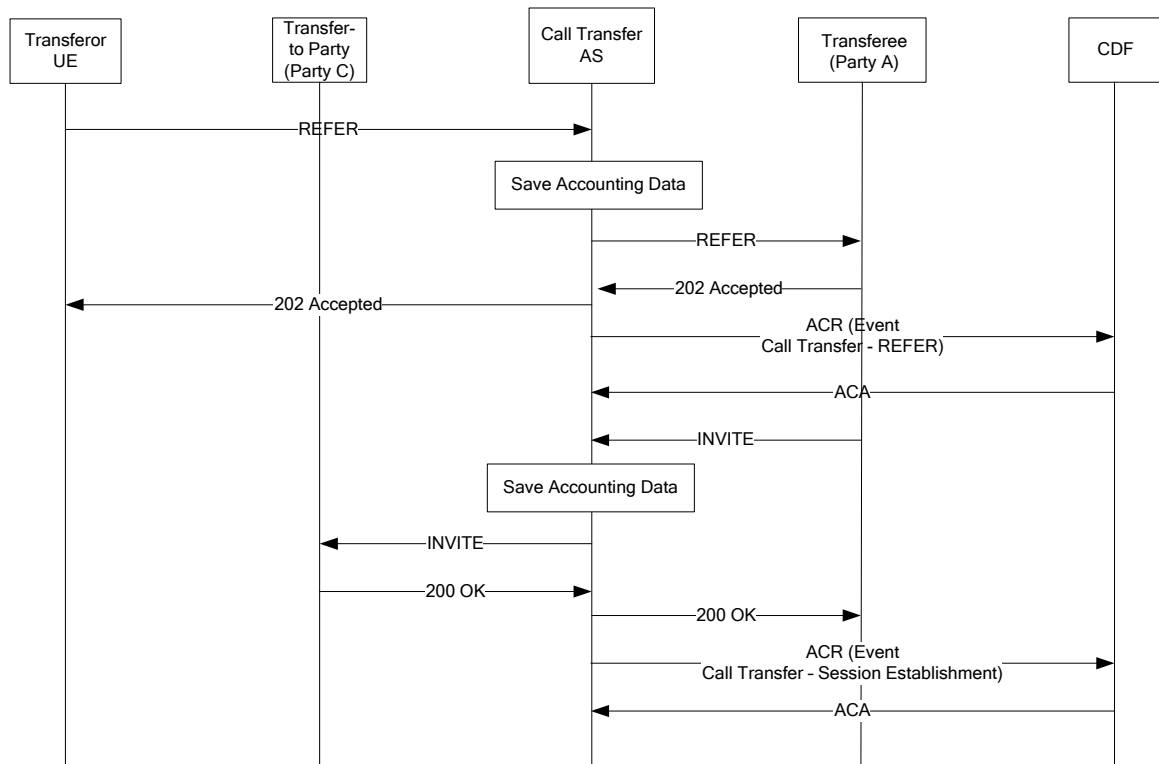 Transferor
UE
Transfer-
to Party
(Party C)
Call Transfer
AS
Transferee
(Party A)
CDF
REFER
Save Accounting Data
REFER
202 Accepted
202 Accepted
ACR (Event
Call Transfer - REFER)
ACA
INVITE
Save Accounting Data
INVITE
200 OK
200 OK
ACR (Event
Call Transfer – Session Establishment)
ACA